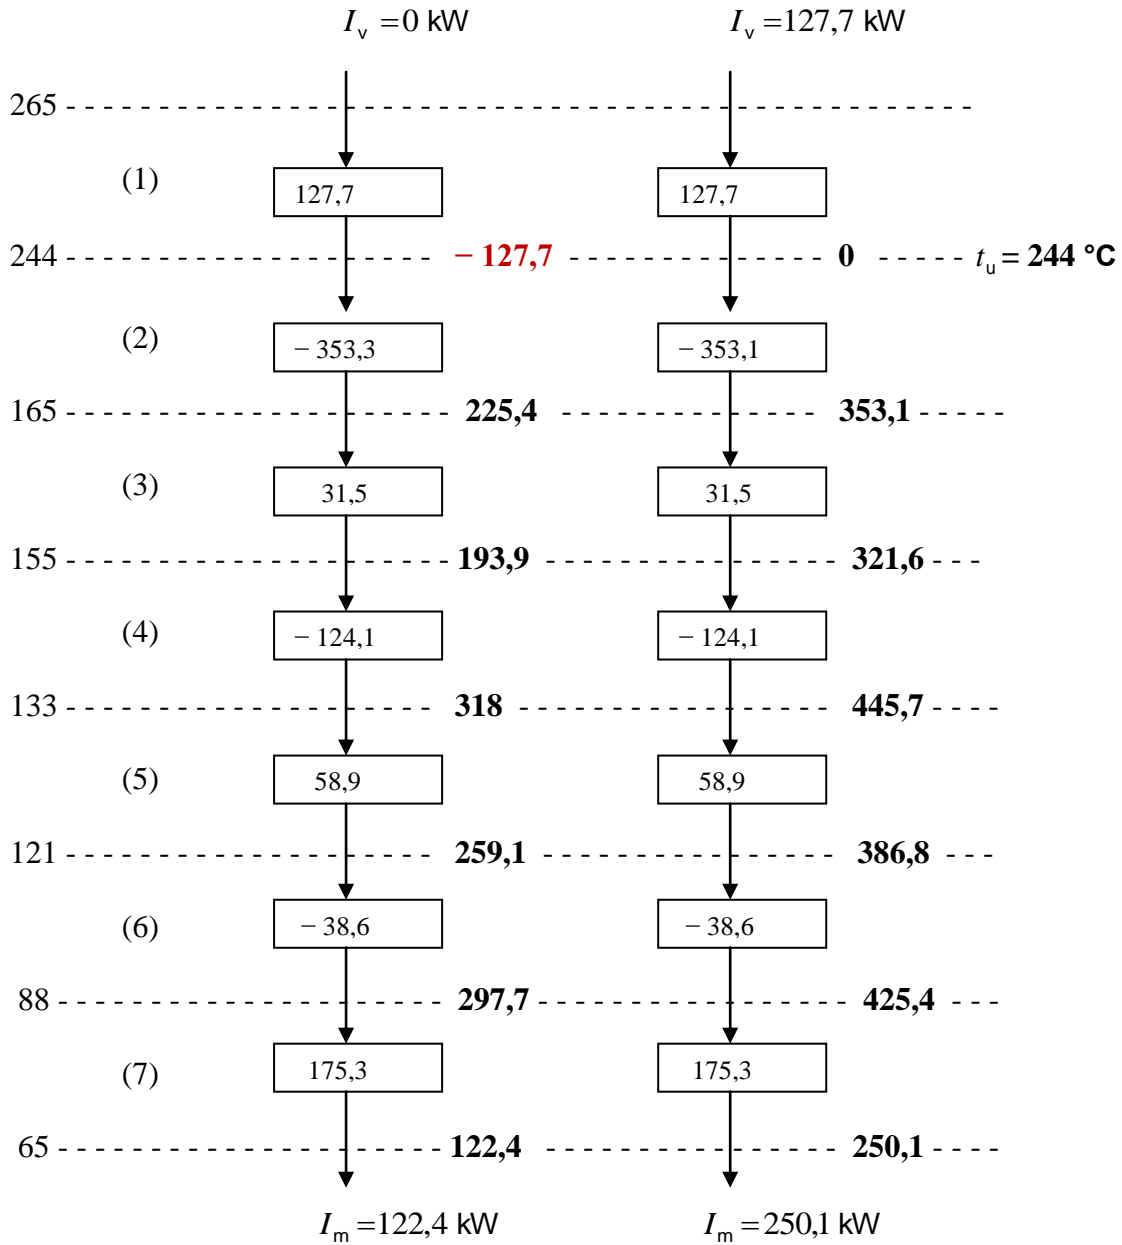 I_v = 0 kW I_v = 127,7 kW
265
(1) 127,7 127,7
244 − 127,7 0 t_u = 244 °C
(2) − 353,3 − 353,1
165 225,4 353,1
(3) 31,5 31,5
155 193,9 321,6
(4) − 124,1 − 124,1
133 318 445,7
(5) 58,9 58,9
121 259,1 386,8
(6) − 38,6 − 38,6
88 297,7 425,4
(7) 175,3 175,3
65 122,4 250,1
I_m = 122,4 kW I_m = 250,1 kW